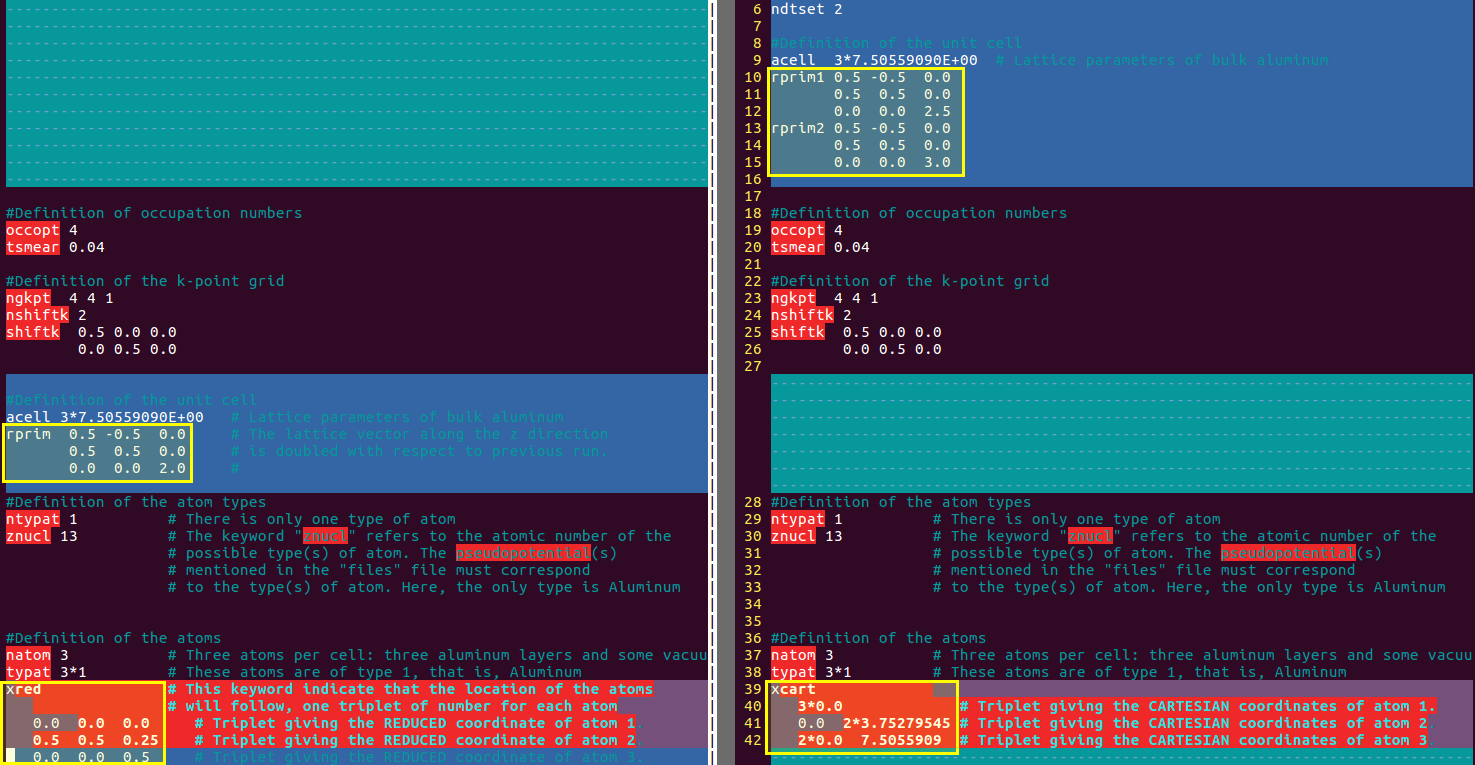 #Definition of occupation numbers
occopt 4
tsmear 0.04
#Definition of the k-point grid
ngkpt  4 4 1
nshiftk 2
shiftk  0.5 0.0 0.0
0.0 0.5 0.0
#Definition of the unit cell
acell 3*7.50559090E+00   # Lattice parameters of bulk aluminum
rprim  0.5 -0.5  0.0     # The lattice vector along the z direction
0.5  0.5  0.0     # is doubled with respect to previous run.
0.0  0.0  2.0     #
#Definition of the atom types
ntypat 1          # There is only one type of atom
znucl 13          # The keyword "znucl" refers to the atomic number of the
# possible type(s) of atom. The pseudopotential(s)
# mentioned in the "files" file must correspond
# to the type(s) of atom. Here, the only type is Aluminum
#Definition of the atoms
natom 3           # Three atoms per cell: three aluminum layers and some vacuu
typat 3*1         # These atoms are of type 1, that is, Aluminum
xred              # This keyword indicate that the location of the atoms
# will follow, one triplet of number for each atom
0.0  0.0  0.0     # Triplet giving the REDUCED coordinate of atom 1.
0.5  0.5  0.25    # Triplet giving the REDUCED coordinate of atom 2.
0.0  0.0  0.5     # Triplet giving the REDUCED coordinate of atom 3.
6 ndtset 2
7
8 #Definition of the unit cell
9 acell  3*7.50559090E+00  # Lattice parameters of bulk aluminum
10 rprim1 0.5 -0.5  0.0
11 0.5  0.5  0.0
12 0.0  0.0  2.5
13 rprim2 0.5 -0.5  0.0
14 0.5  0.5  0.0
15 0.0  0.0  3.0
16
17
18 #Definition of occupation numbers
19 occopt 4
20 tsmear 0.04
21
22 #Definition of the k-point grid
23 ngkpt  4 4 1
24 nshiftk 2
25 shiftk  0.5 0.0 0.0
26 0.0 0.5 0.0
27
28 #Definition of the atom types
29 ntypat 1          # There is only one type of atom
30 znucl 13          # The keyword "znucl" refers to the atomic number of the
31 # possible type(s) of atom. The pseudopotential(s)
32 # mentioned in the "files" file must correspond
33 # to the type(s) of atom. Here, the only type is Aluminum
34
35
36 #Definition of the atoms
37 natom 3           # Three atoms per cell: three aluminum layers and some vacuu
38 typat 3*1         # These atoms are of type 1, that is, Aluminum
39 xcart
40 3*0.0             # Triplet giving the CARTESIAN coordinates of atom 1.
41 0.0  2*3.75279545 # Triplet giving the CARTESIAN coordinates of atom 2.
42 2*0.0  7.5055909  # Triplet giving the CARTESIAN coordinates of atom 3.